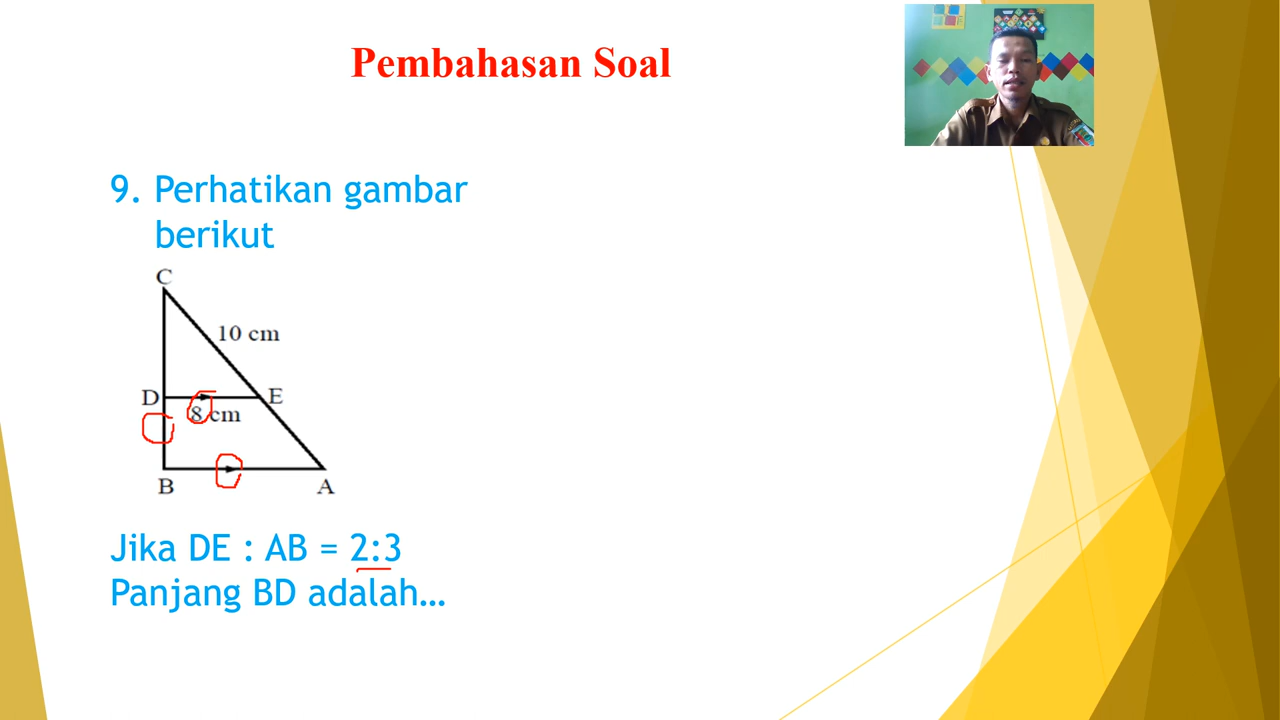 Pembahasan Soal
9. Perhatikan gambar
berikut
C
10 cm
D
E
8 cm
B
A
Jika DE : AB = 2:3
Panjang BD adalah...